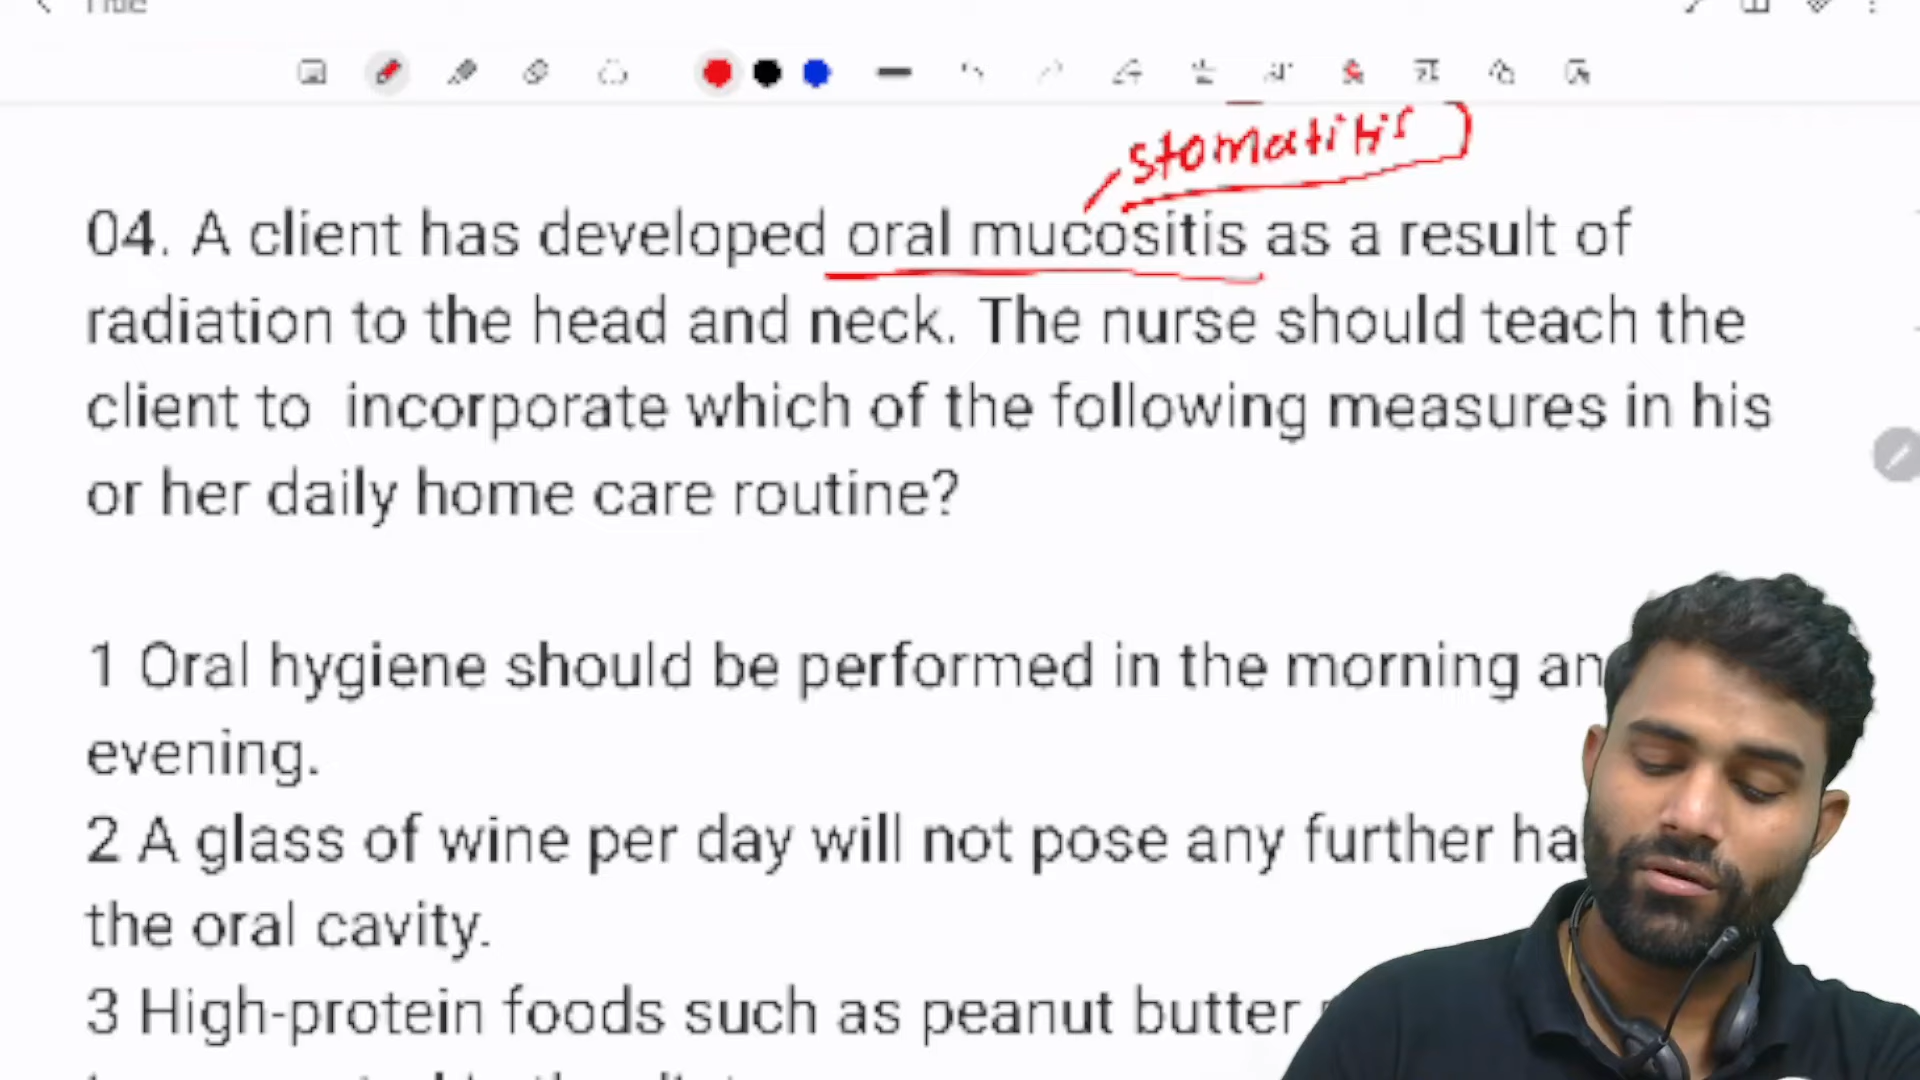 Title
stomatitis
04. A client has developed oral mucositis as a result of
radiation to the head and neck. The nurse should teach the
client to incorporate which of the following measures in his
or her daily home care routine?
1 Oral hygiene should be performed in the morning an
evening.
2 A glass of wine per day will not pose any further ha
the oral cavity.
3 High-protein foods such as peanut butter